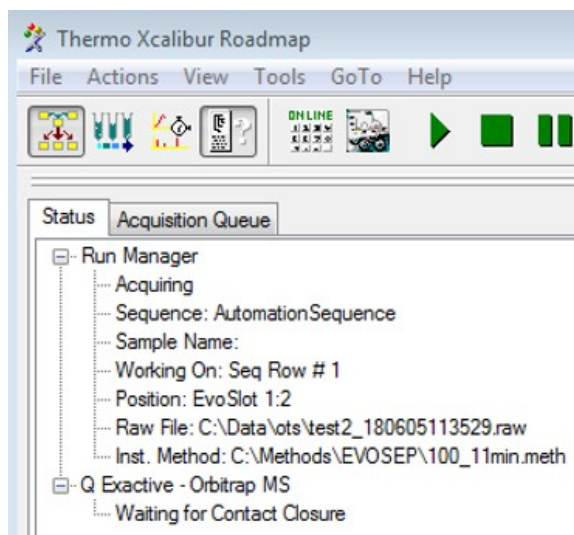 Thermo Xcalibur Roadmap
File Actions View Tools GoTo Help
ONLINE
Status Acquisition Queue
Run Manager
Acquiring
Sequence: AutomationSequence
Sample Name:
Working On: Seq Row # 1
Position: EvoSlot 1:2
Raw File: C:\Data\ots\test2_180605113529.raw
Inst. Method: C:\Methods\EVOSEP\100_11min.meth
Q Exactive - Orbitrap MS
Waiting for Contact Closure